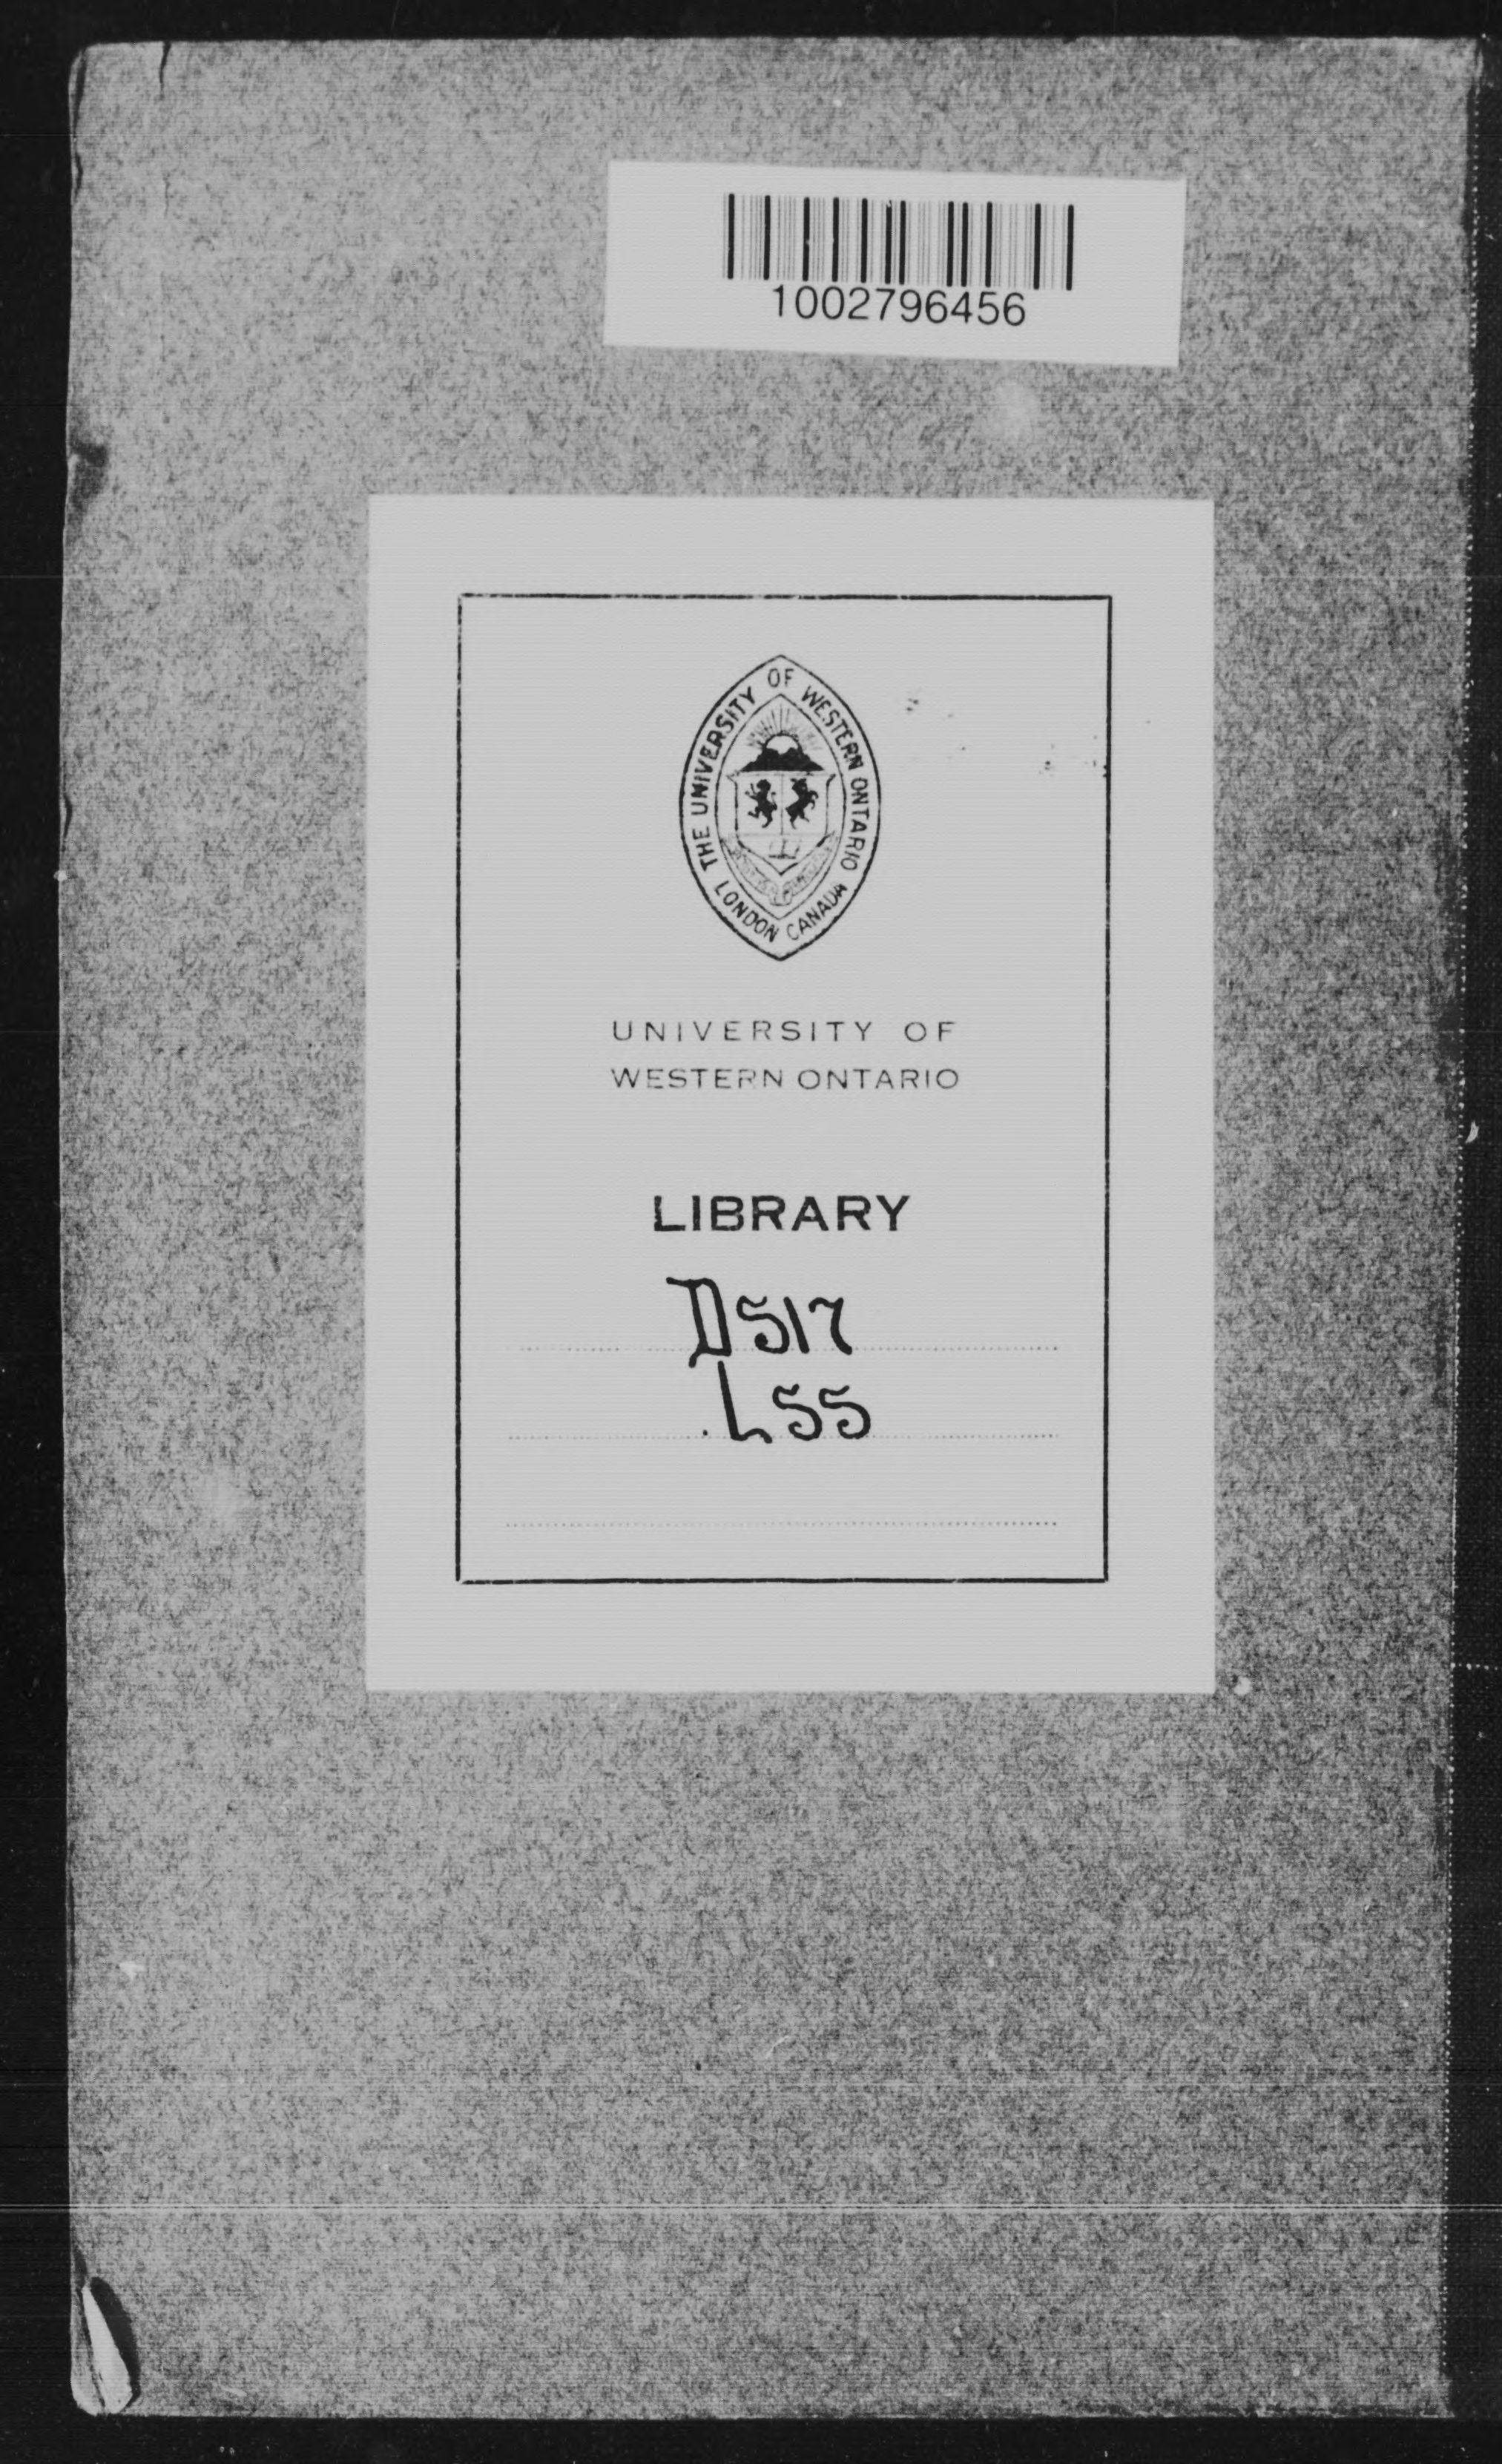 1002796456
THE UNIVERSITY OF WESTERN ONTARIO
LONDON CANADA
UNIVERSITY OF
WESTERN ONTARIO
LIBRARY
D517
.L55